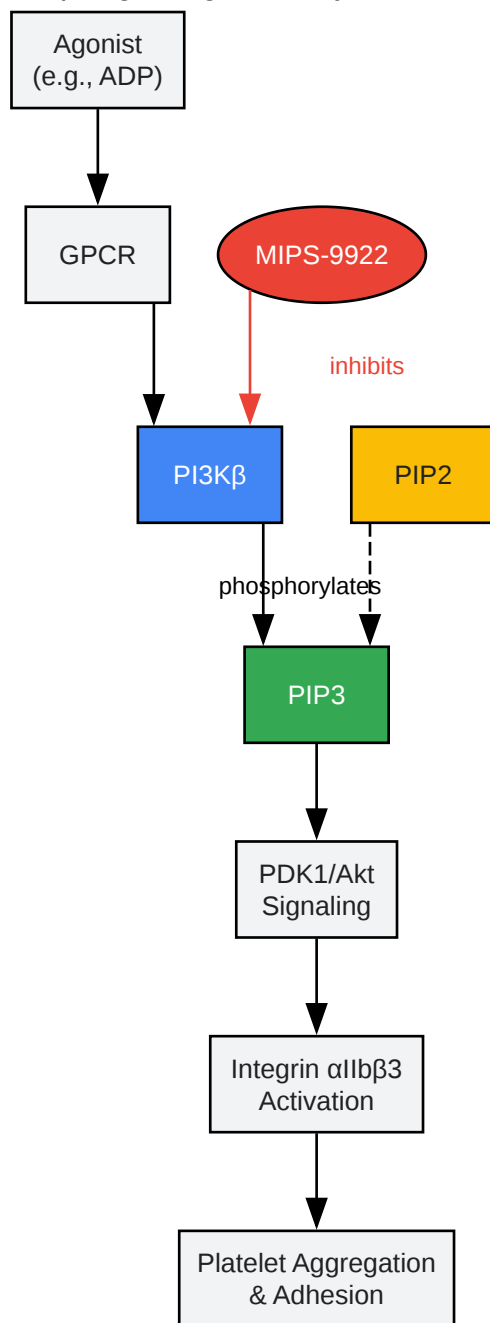 Agonist
(e.g., ADP)
GPCR
MIPS-9922
inhibits
PI3Kβ
PIP2
phosphorylates
PIP3
PDK1/Akt
Signaling
Integrin αIIbβ3
Activation
Platelet Aggregation
& Adhesion